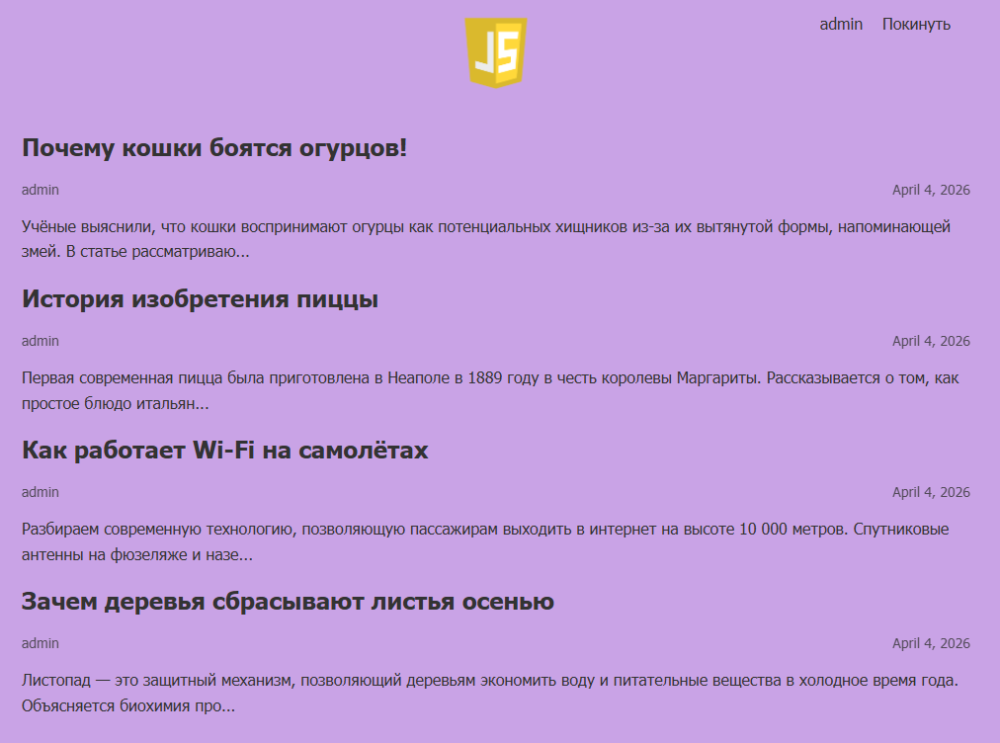 JS
admin Покинуть
Почему кошки боятся огурцов!
admin April 4, 2026
Учёные выяснили, что кошки воспринимают огурцы как потенциальных хищников из-за их вытянутой формы, напоминающей
змей. В статье рассматриваю...
История изобретения пиццы
admin April 4, 2026
Первая современная пицца была приготовлена в Неаполе в 1889 году в честь королевы Маргариты. Рассказывается о том, как
простое блюдо итальян...
Как работает Wi-Fi на самолётах
admin April 4, 2026
Разбираем современную технологию, позволяющую пассажирам выходить в интернет на высоте 10 000 метров. Спутниковые
антенны на фюзеляже и назе...
Зачем деревья сбрасывают листья осенью
admin April 4, 2026
Листопад — это защитный механизм, позволяющий деревьям экономить воду и питательные вещества в холодное время года.
Объясняется биохимия про...